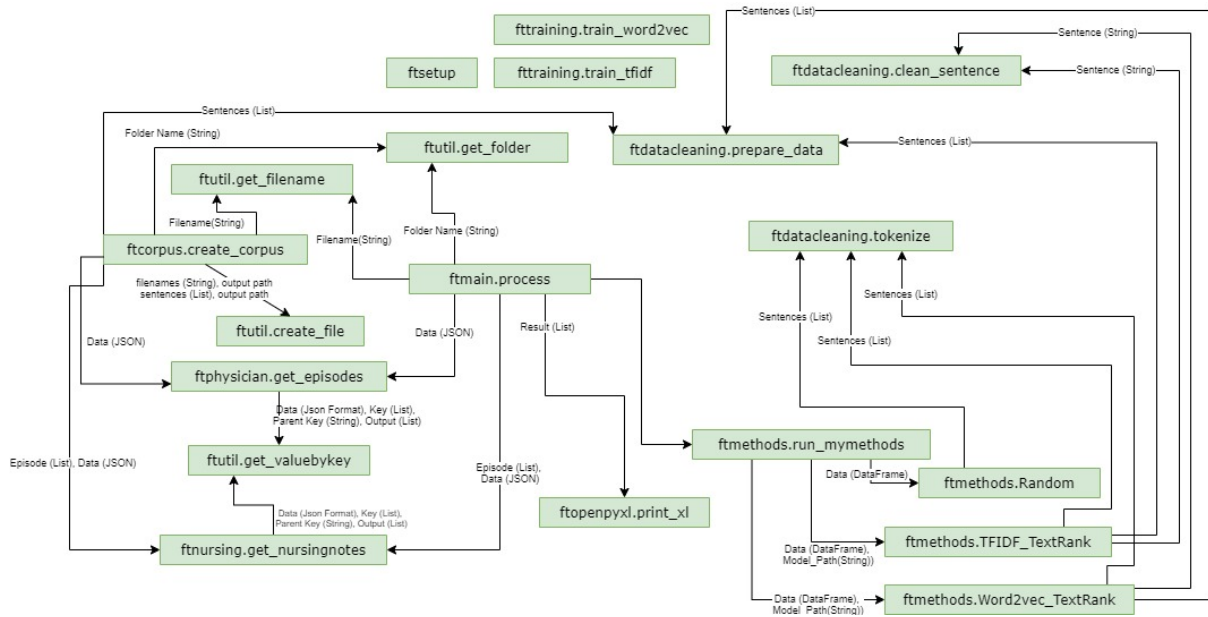 Sentences (List)
fttraining.train_word2vec
Sentence (String)
ftsetup
fttraining.train_tfidf
ftdatacleaning.clean_sentence
Sentence (String)
Sentences (List)
Folder Name (String)
ftutil.get_folder
ftdatacleaning.prepare_data
Sentences (List)
ftutil.get_filename
Filename(String)
Filename(String)
Folder Name (String)
ftcorpus.create_corpus
ftdatacleaning.tokenize
ftmain.process
filenames (String), output path
sentences (List), output path
Sentences (List)
ftutil.create_file
Data (JSON)
Data (JSON)
Result (List)
Sentences (List)
Sentences (List)
ftphysician.get_episodes
Data (Json Format), Key (List),
Parent Key (String), Output (List)
ftutil.get_valuebykey
Episode (List), Data (JSON)
Episode (List),
Data (JSON)
ftmethods.run_mymethods
Data (DataFrame)
ftmethods.Random
Data (Json Format), Key (List),
Parent Key (String), Output (List)
ftopenpyxl.print_xl
ftnursing.get_nursingnotes
Data (DataFrame),
Model_Path(String))
ftmethods.TFIDF_TextRank
Data (DataFrame),
Model_Path(String))
ftmethods.Word2vec_TextRank